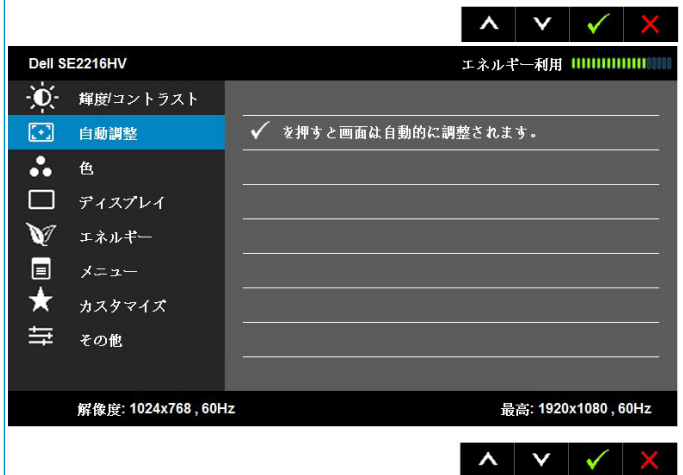 Dell SE2216HV
エネルギー利用
輝度/コントラスト
自動調整
を押すと画面は自動的に調整されます。
色
ディスプレイ
エネルギー
メニュー
カスタマイズ
その他
解像度: 1024x768 , 60Hz
最高: 1920x1080 , 60Hz